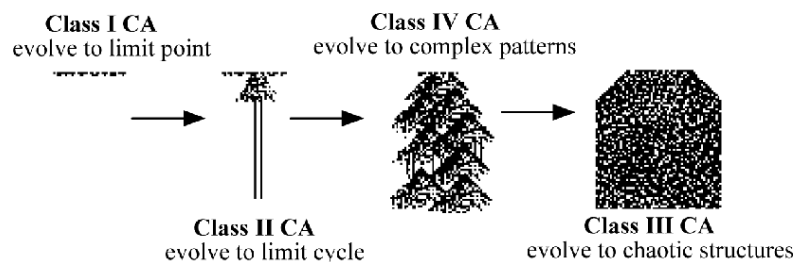 Class I CA
evolve to limit point
Class IV CA
evolve to complex patterns
Class II CA
evolve to limit cycle
Class III CA
evolve to chaotic structures